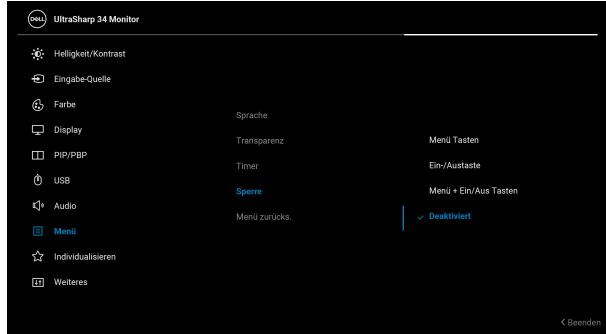 DELL UltraSharp 34 Monitor
Helligkeit/Kontrast
Eingabe-Quelle
Farbe
Display
PIP/PBP
USB
Audio
Menü
Individualisieren
Weiteres
Sprache
Transparenz
Timer
Sperre
Menü zurücks.
Menü Tasten
Ein-/Austaste
Menü + Ein/Aus Tasten
Deaktiviert
Beenden